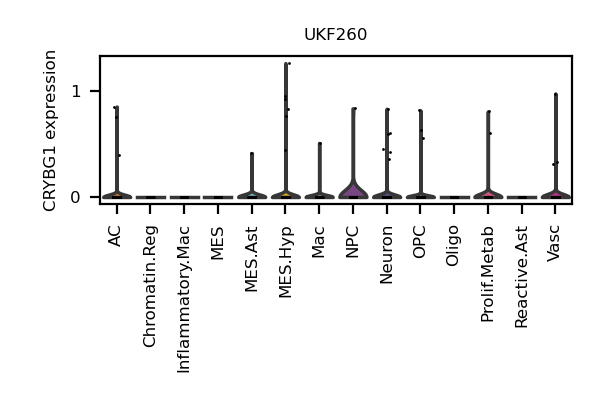 UKF260
CRYBG1 expression
1
0
AC
Chromatin.Reg
Inflammatory.Mac
MES
MES.Ast
MES.Hyp
Mac
NPC
Neuron
OPC
Oligo
Prolif.Metab
Reactive.Ast
Vasc